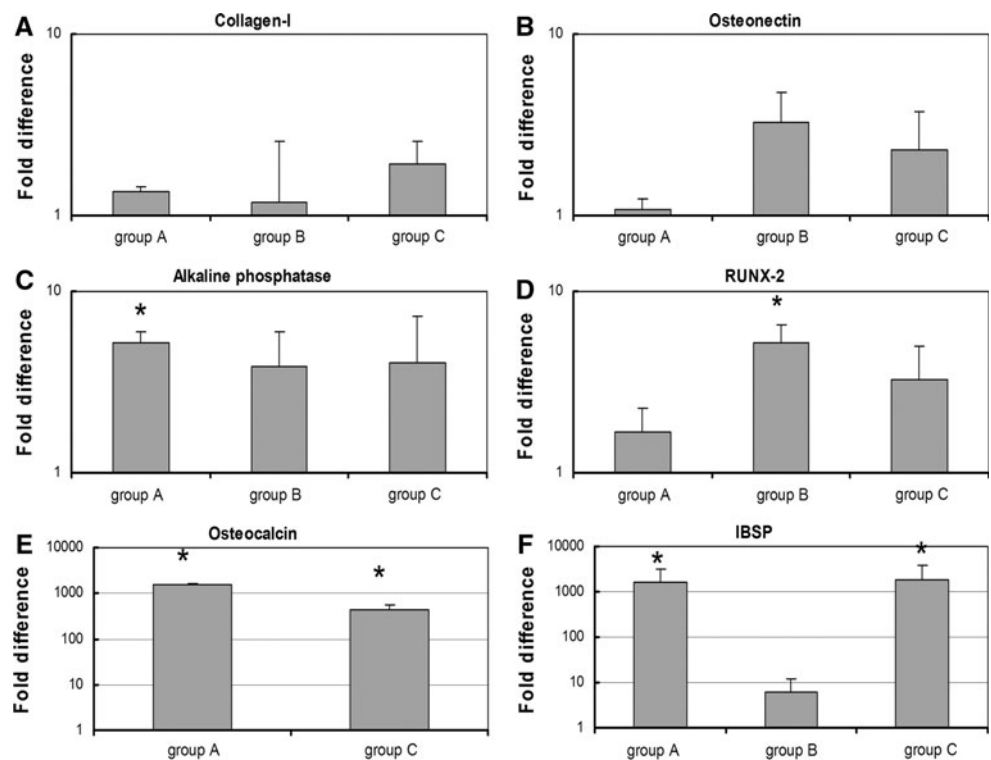 A
Collagen-I
Fold difference
10
1
group A
group B
group C
B
Osteonectin
Fold difference
10
1
group A
group B
group C
C
Alkaline phosphatase
Fold difference
10
1
*
group A
group B
group C
D
RUNX-2
Fold difference
10
1
*
group A
group B
group C
E
Osteocalcin
Fold difference
10000
1000
100
10
1
*
*
group A
group C
F
IBSP
Fold difference
10000
1000
100
10
1
*
*
group A
group B
group C